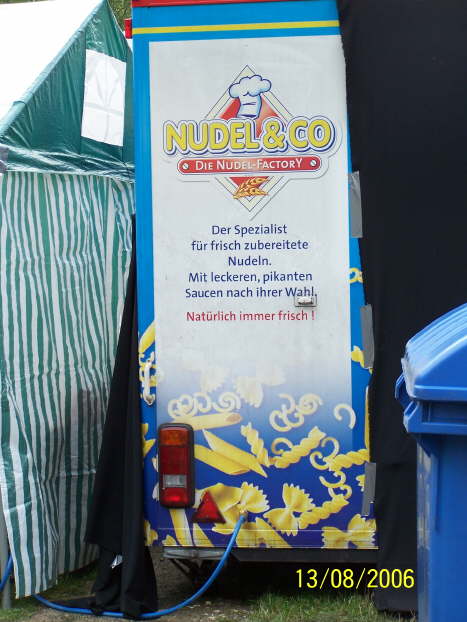 NUDEL & CO
DIE NUDEL-FACTORY
Der Spezialist
für frisch zubereitete
Nudeln.
Mit leckeren, pikanten
Saucen nach ihrer Wahl.
Natürlich immer frisch !
13/08/2006